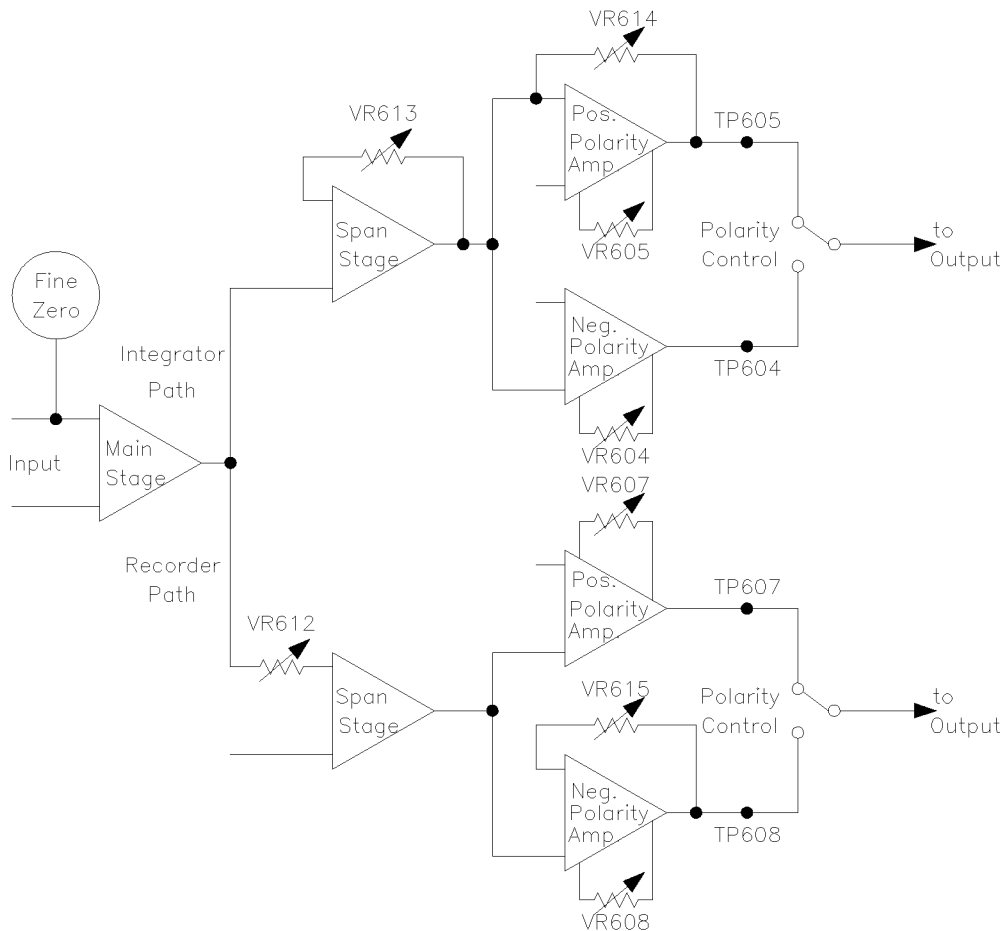 VR614
VR613
Pos.
Polarity
Amp.
TP605
VR605
Span
Stage
Polarity
Control
to
Output
Fine
Zero
Neg.
Polarity
Amp.
TP604
VR604
Integrator
Path
Input
Main
Stage
VR607
Recorder
Path
Pos.
Polarity
Amp.
TP607
VR612
Span
Stage
VR615
Polarity
Control
to
Output
Neg.
Polarity
Amp.
TP608
VR608